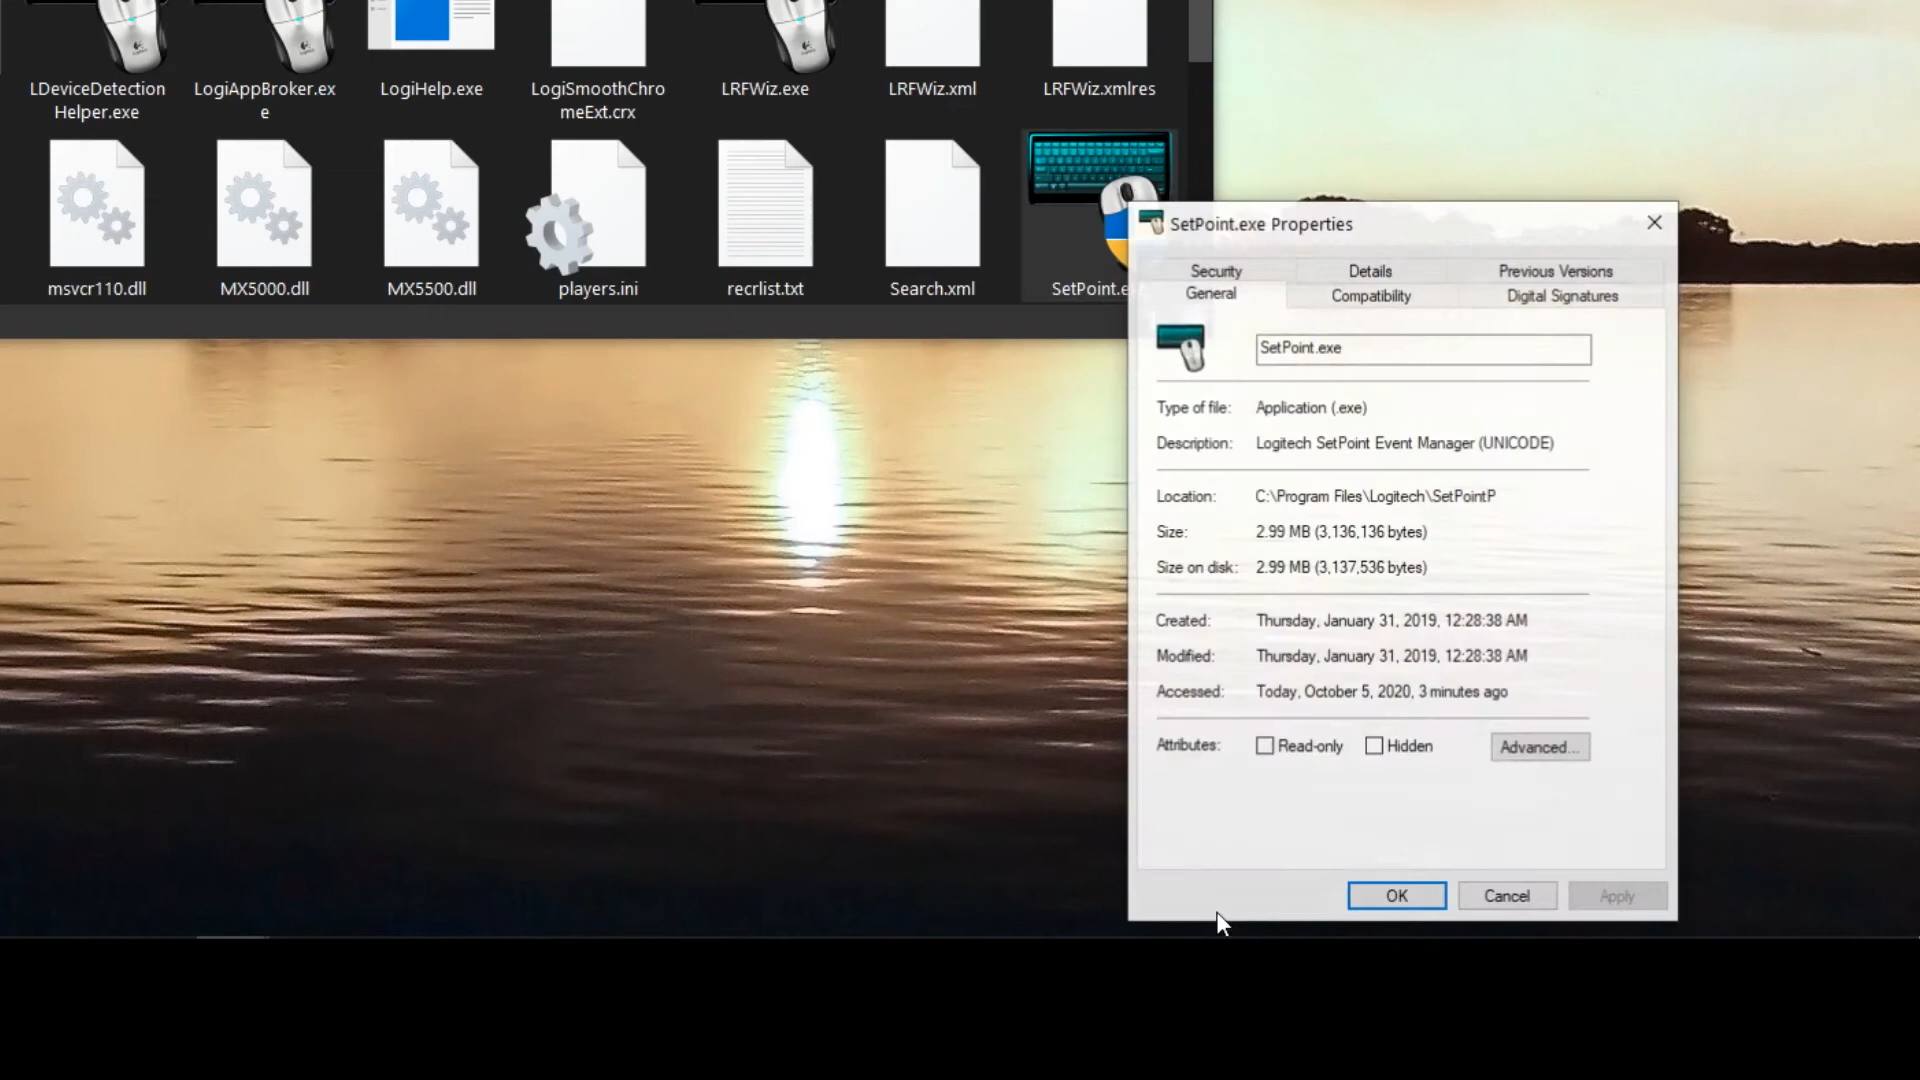 LDeviceDetection
Helper.exe
LogiAppBroker.ex
e
LogiHelp.exe
LogiSmoothChro
meExt.crx
LRFWiz.exe
LRFWiz.xml
LRFWiz.xmlres
msvcr110.dll
MX5000.dll
MX5500.dll
players.ini
recrlist.txt
Search.xml
SetPoint.exe
SetPoint.exe Properties
Security
Details
Previous Versions
General
Compatibility
Digital Signatures
SetPoint.exe
Type of file: Application (.exe)
Description: Logitech SetPoint Event Manager (UNICODE)
Location: C:\Program Files\Logitech\SetPointP
Size: 2.99 MB (3,136,136 bytes)
Size on disk: 2.99 MB (3,137,536 bytes)
Created: Thursday, January 31, 2019, 12:28:38 AM
Modified: Thursday, January 31, 2019, 12:28:38 AM
Accessed: Today, October 5, 2020, 3 minutes ago
Attributes: Read-only Hidden Advanced...
OK Cancel Apply